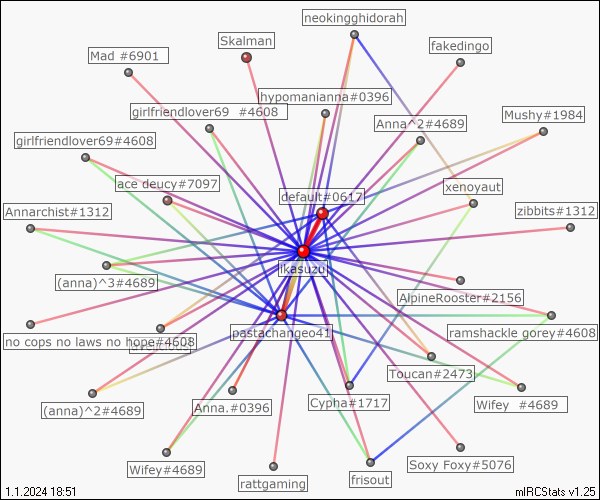 neokingghidorah
Skalman
fakedingo
Mad #6901
hypomanianna#0396
girlfriendlover69 #4608
Mushy#1984
Anna^2#4689
girlfriendlover#4608
ace deucy#7097
xenoyaut
default#0617
Annarchist#1312
zibbits#1312
ikasuzu
(anna)^3#4689
AlpineRooster#2156
pastachangeo41
ramshackle gorey#4608
no cops no laws no hope#4608
Toucan#2473
(anna)^2#4689
Anna.#0396
Cypha#1717
Wifey #4689
Wifey#4689
Soxy Foxy#5076
rattgaming
frisout
1.1.2024 18:51
mIRCStats v1.25